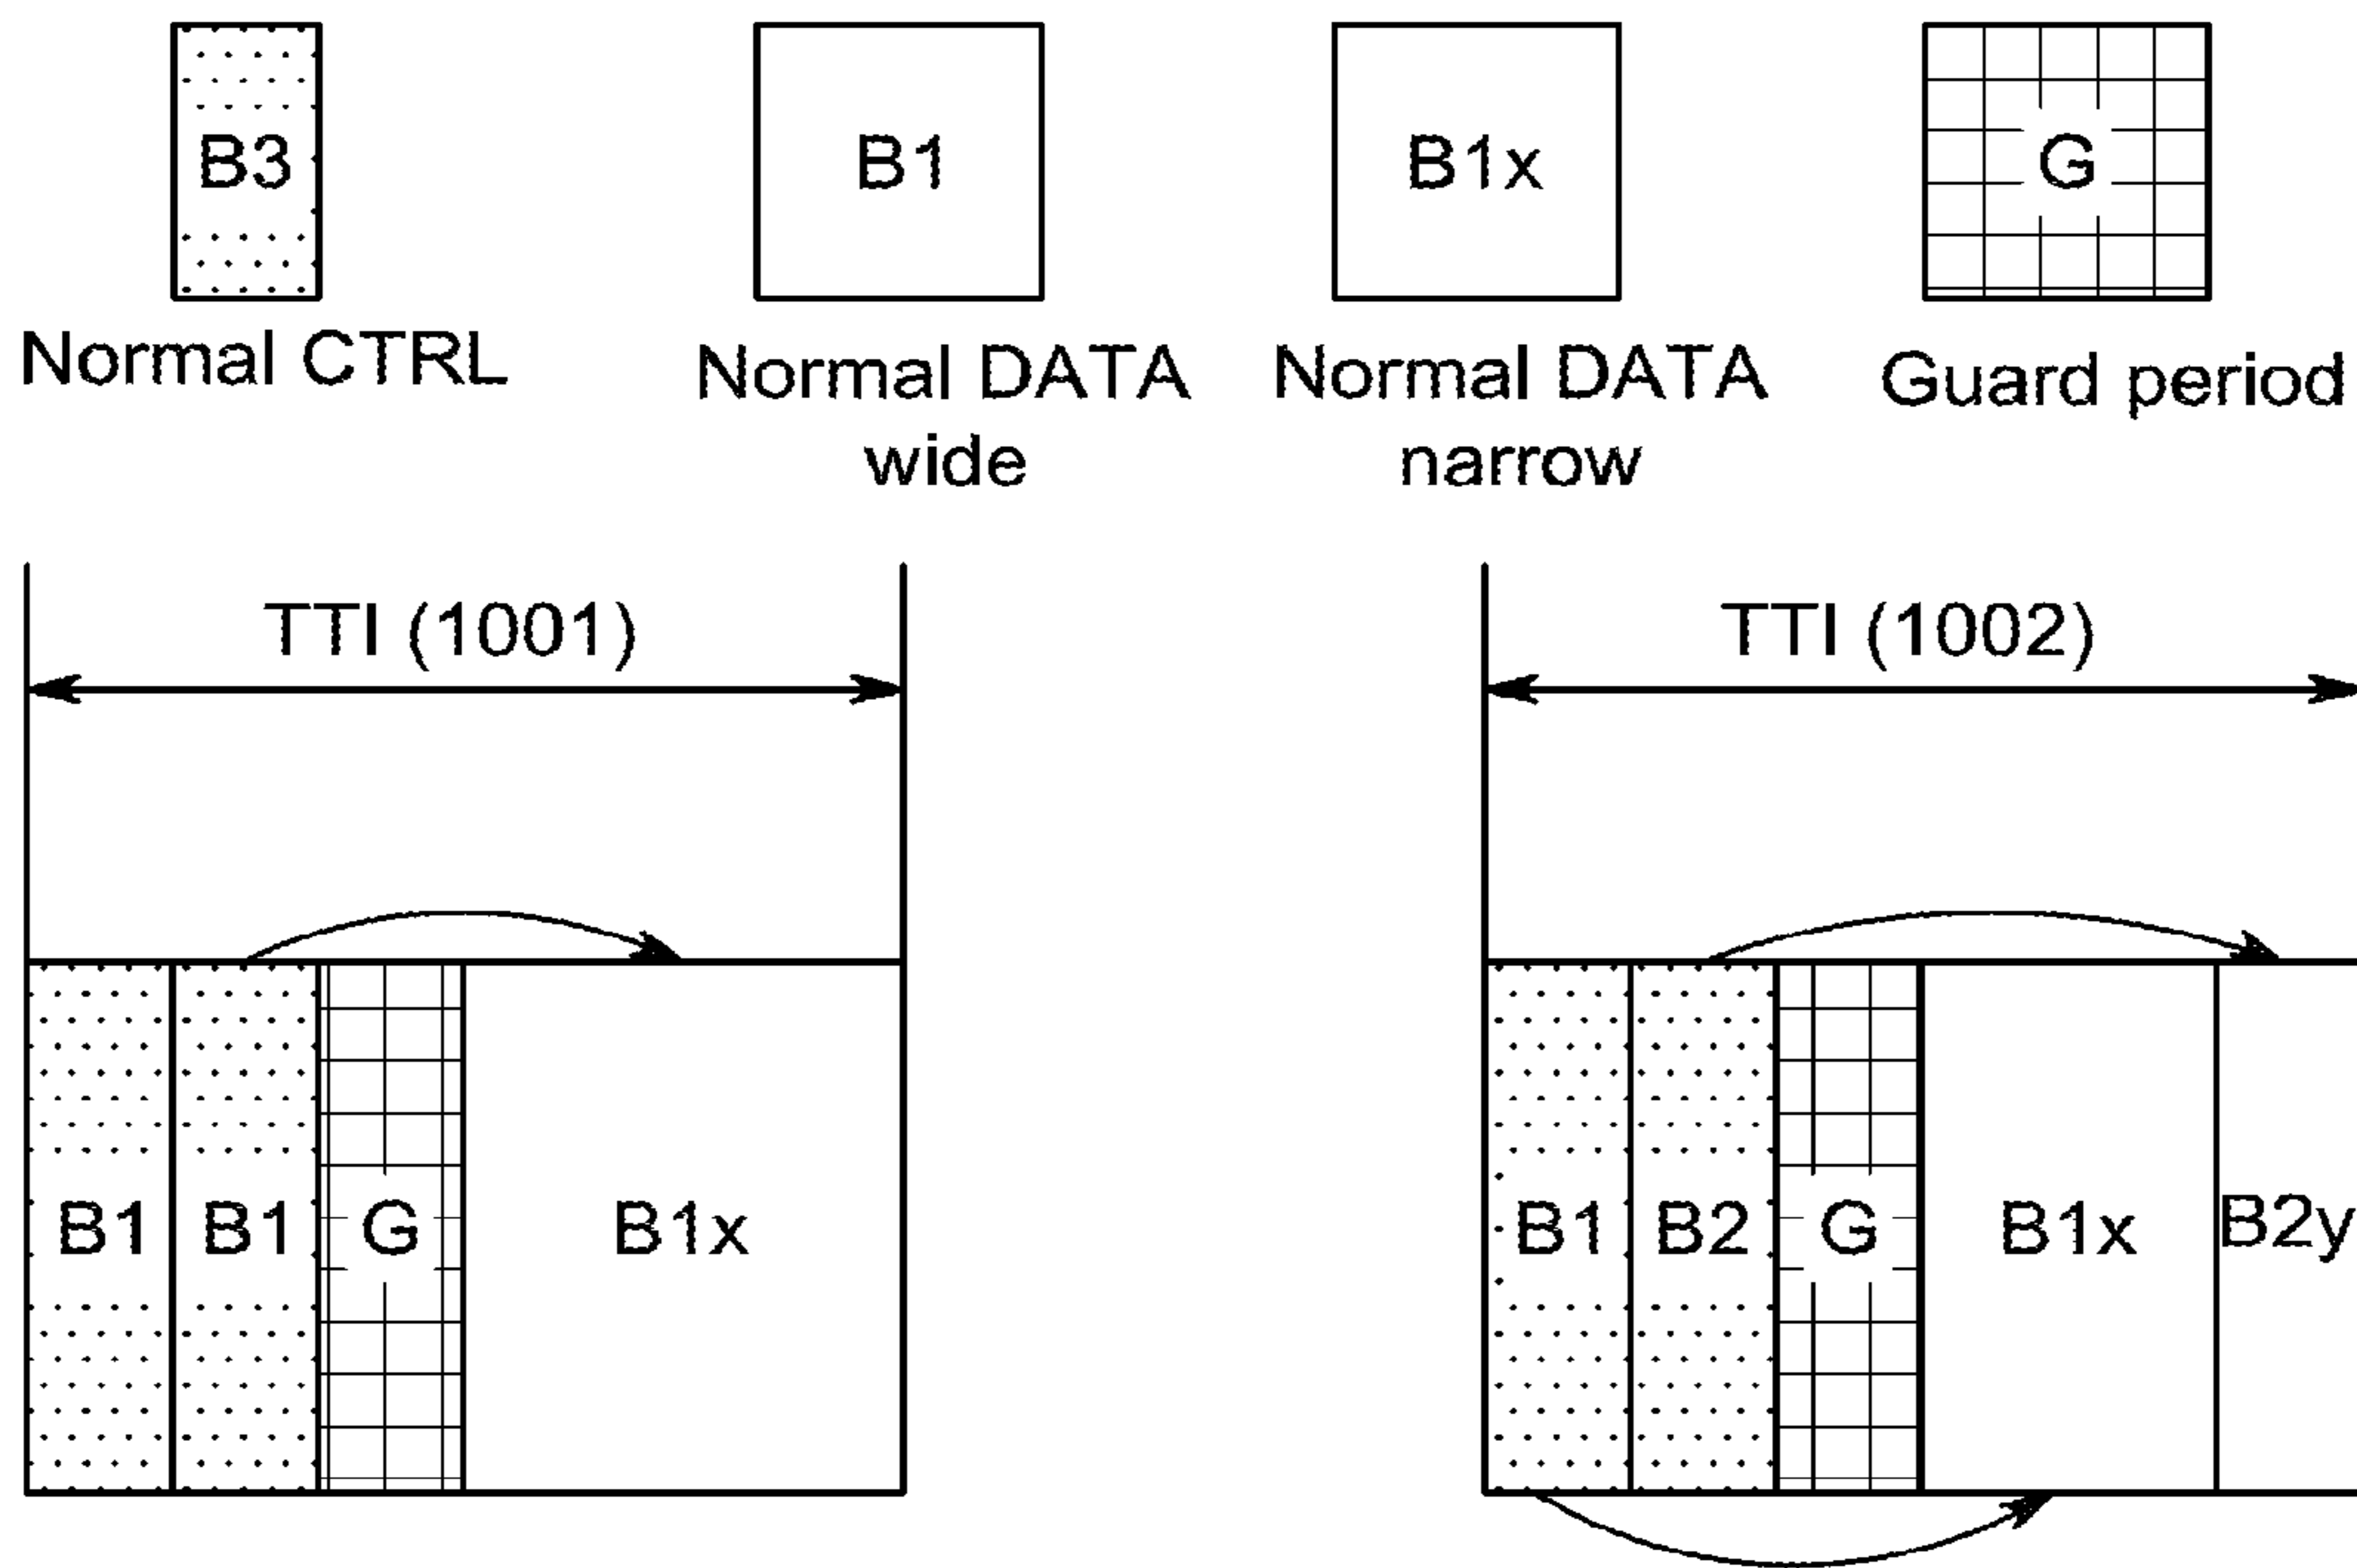 B3
B1
B1x
G
Normal CTRL
Normal DATA
wide
Normal DATA
narrow
Guard period
TTI (1001)
TTI (1002)
B1 B1 G B1x
B1 B2 G B1x B2y